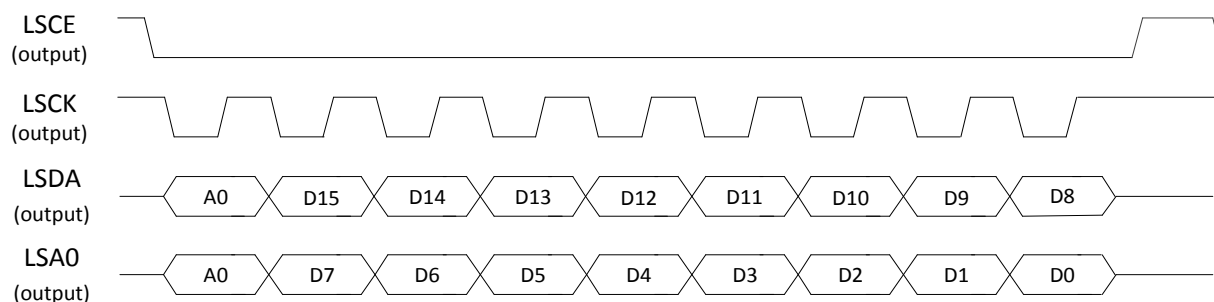 LSCE
(output)
LSCK
(output)
LSDA
(output)
A0 D15 D14 D13 D12 D11 D10 D9 D8
LSA0
(output)
A0 D7 D6 D5 D4 D3 D2 D1 D0